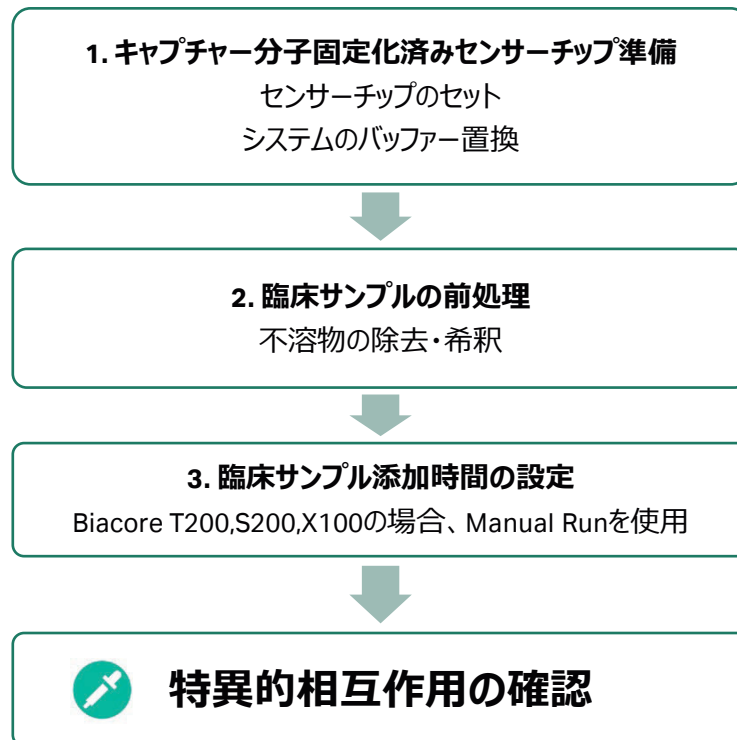 1. キャプチャー分子固定化済みセンサーチップ準備
センサーチップのセット
システムのバッファー置換
2. 臨床サンプルの前処理
不溶物の除去・希釈
3. 臨床サンプル添加時間の設定
Biacore T200,S200,X100の場合、Manual Runを使用
特異的相互作用の確認